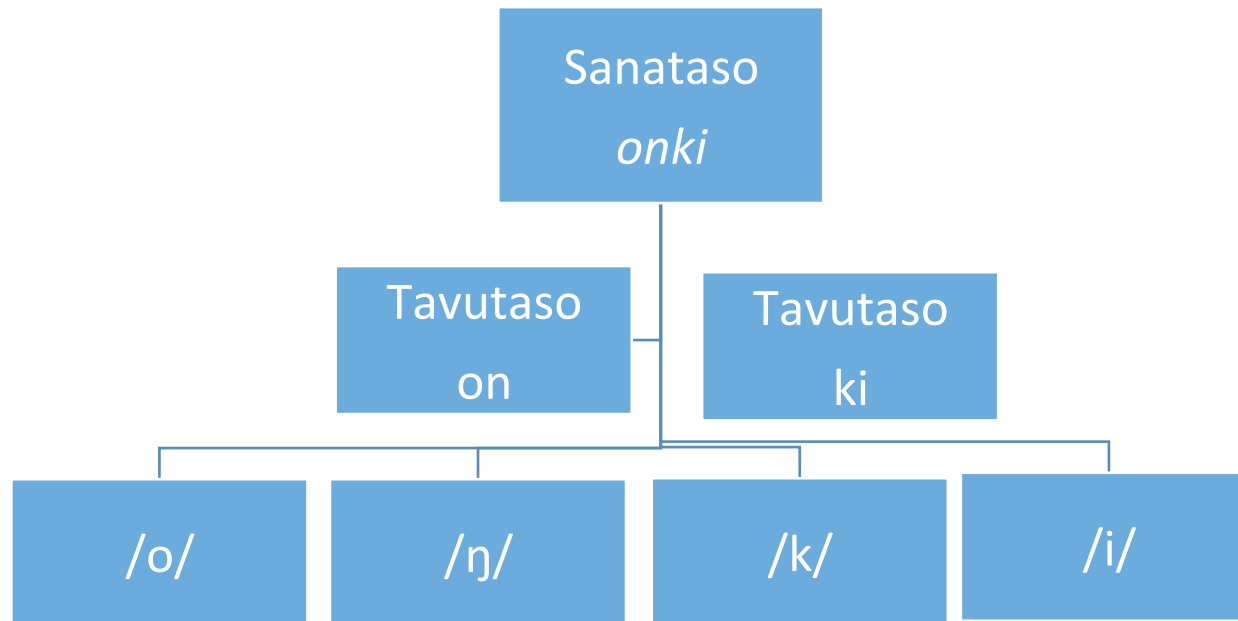 Sanataso
onki
Tavutaso
on
Tavutaso
ki
/o/
/ŋ/
/k/
/i/